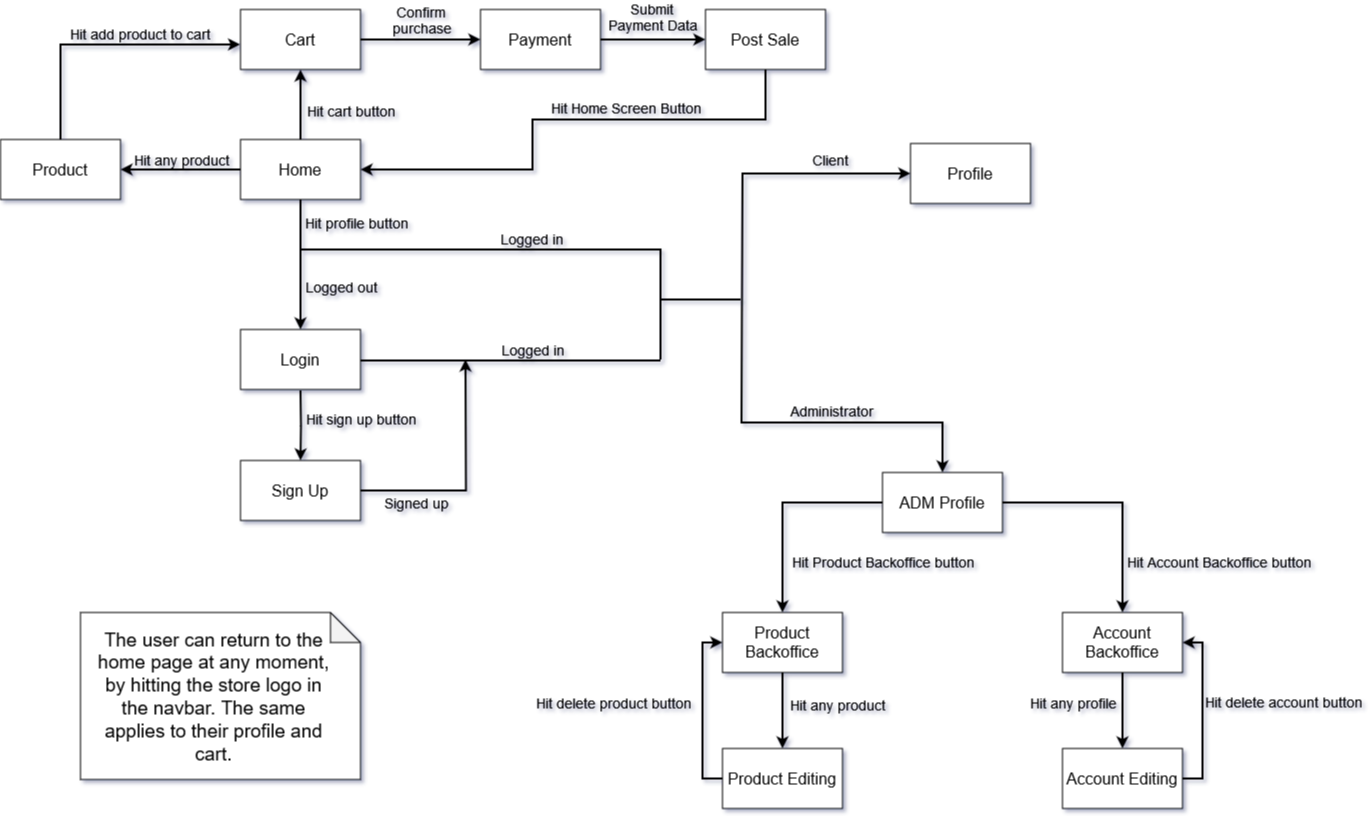 Hit add product to cart
Cart
Confirm
purchase
Payment
Submit
Payment Data
Post Sale
Hit cart button
Hit Home Screen Button
Product
Hit any product
Home
Client
Profile
Hit profile button
Logged in
Logged out
Login
Logged in
Hit sign up button
Administrator
Sign Up
Signed up
ADM Profile
Hit Product Backoffice button
Hit Account Backoffice button
Product
Backoffice
Account
Backoffice
Hit delete product button
Hit any product
Hit any profile
Hit delete account button
Product Editing
Account Editing
The user can return to the
home page at any moment,
by hitting the store logo in
the navbar. The same
applies to their profile and
cart.